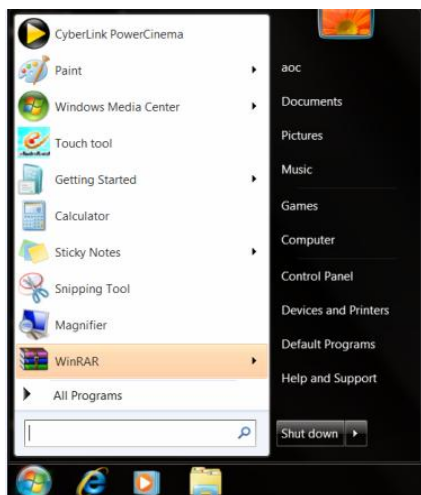 CyberLink PowerCinema
Paint
Windows Media Center
Touch tool
Getting Started
Calculator
Sticky Notes
Snipping Tool
Magnifier
WinRAR
All Programs
aoc
Documents
Pictures
Music
Games
Computer
Control Panel
Devices and Printers
Default Programs
Help and Support
Shut down